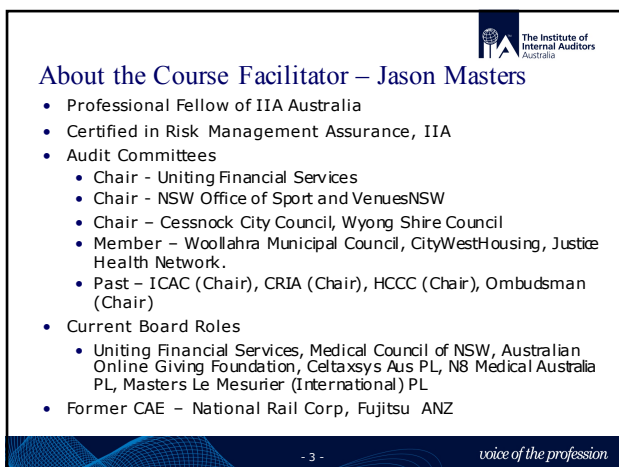 The Institute of
Internal Auditors
Australia
About the Course Facilitator – Jason Masters
• Professional Fellow of IIA Australia
• Certified in Risk Management Assurance, IIA
• Audit Committees
• Chair - Uniting Financial Services
• Chair - NSW Office of Sport and VenuesNSW
• Chair – Cessnock City Council, Wyong Shire Council
• Member – Woollahra Municipal Council, CityWestHousing, Justice
Health Network.
• Past – ICAC (Chair), CRIA (Chair), HCCC (Chair), Ombudsman
(Chair)
• Current Board Roles
• Uniting Financial Services, Medical Council of NSW, Australian
Online Giving Foundation, Celtaxsys Aus PL, N8 Medical Australia
PL, Masters Le Mesurier (International) PL
• Former CAE – National Rail Corp, Fujitsu ANZ
- 3 -
voice of the profession